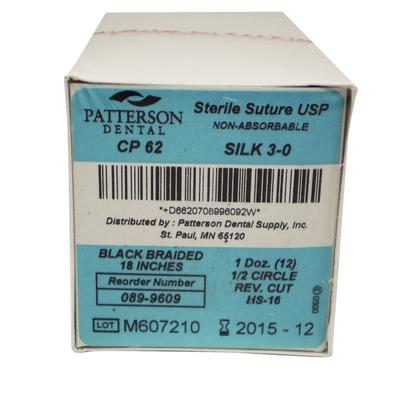 PATTERSON
DENTAL
Sterile Suture USP
NON-ABSORBABLE
CP 62
SILK 3-0
*+D6620708996092W*
Distributed by : Patterson Dental Supply, Inc.
St. Paul, MN 65120
BLACK BRAIDED
18 INCHES
Reorder Number
089-9609
1 Doz. (12)
1/2 CIRCLE
REV. CUT
HS-16
LOT M607210
2015 - 12